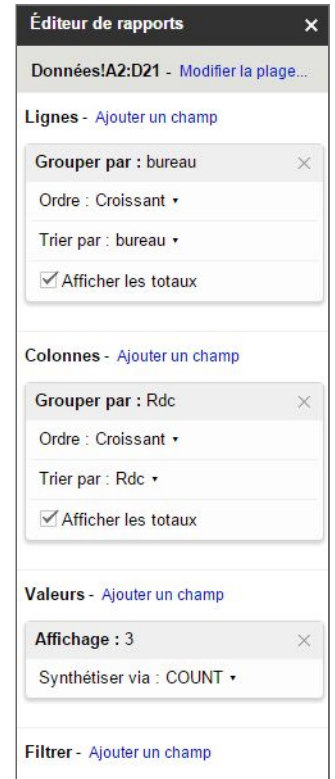 Éditeur de rapports
Données!A2:D21 - Modifier la plage...
Lignes - Ajouter un champ
Grouper par : bureau
Ordre : Croissant
Trier par : bureau
Afficher les totaux
Colonnes - Ajouter un champ
Grouper par : Rdc
Ordre : Croissant
Trier par : Rdc
Afficher les totaux
Valeurs - Ajouter un champ
Affichage : 3
Synthétiser via : COUNT
Filtrer - Ajouter un champ